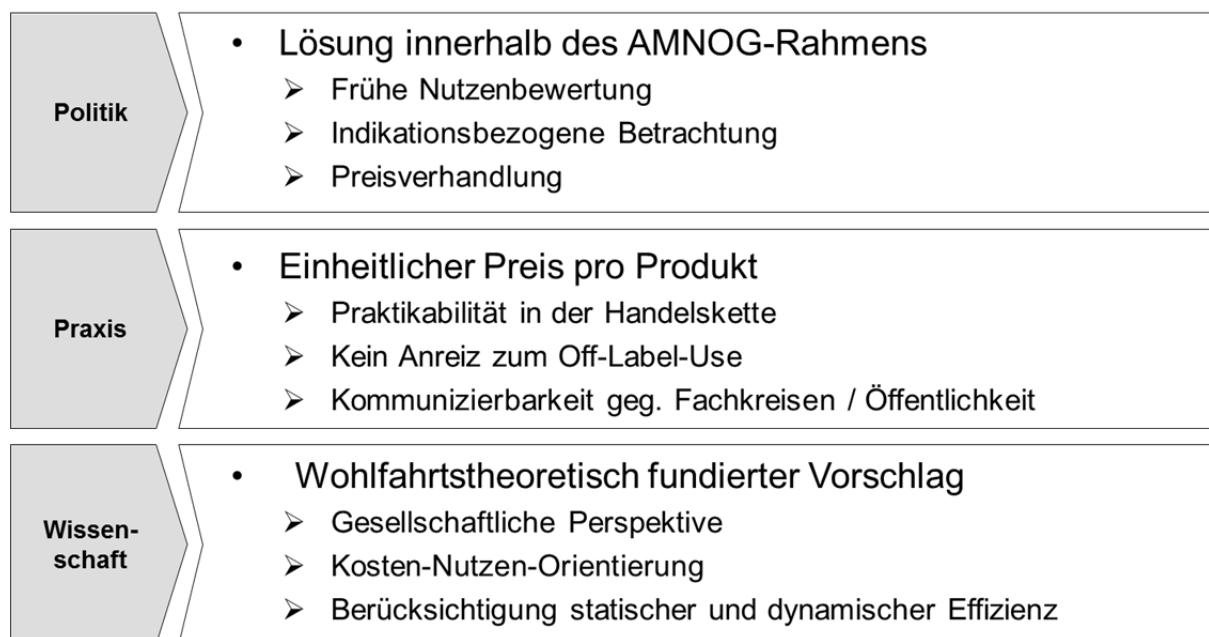 Politik
• Lösung innerhalb des AMNOG-Rahmens
➢ Frühe Nutzenbewertung
➢ Indikationsbezogene Betrachtung
➢ Preisverhandlung
Praxis
• Einheitlicher Preis pro Produkt
➢ Praktikabilität in der Handelskette
➢ Kein Anreiz zum Off-Label-Use
➢ Kommunizierbarkeit geg. Fachkreisen / Öffentlichkeit
Wissen-
schaft
• Wohlfahrtstheoretisch fundierter Vorschlag
➢ Gesellschaftliche Perspektive
➢ Kosten-Nutzen-Orientierung
➢ Berücksichtigung statischer und dynamischer Effizienz